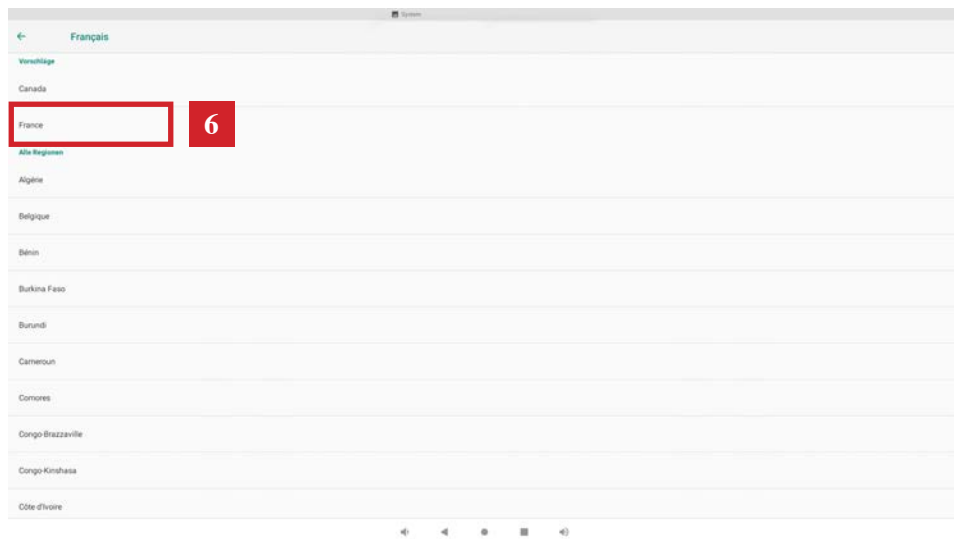 System
Français
Vorschläge
Canada
France
6
Alle Regionen
Algérie
Belgique
Bénin
Burkina Faso
Burundi
Cameroun
Comores
Congo-Brazzaville
Congo-Kinshasa
Côte d'Ivoire